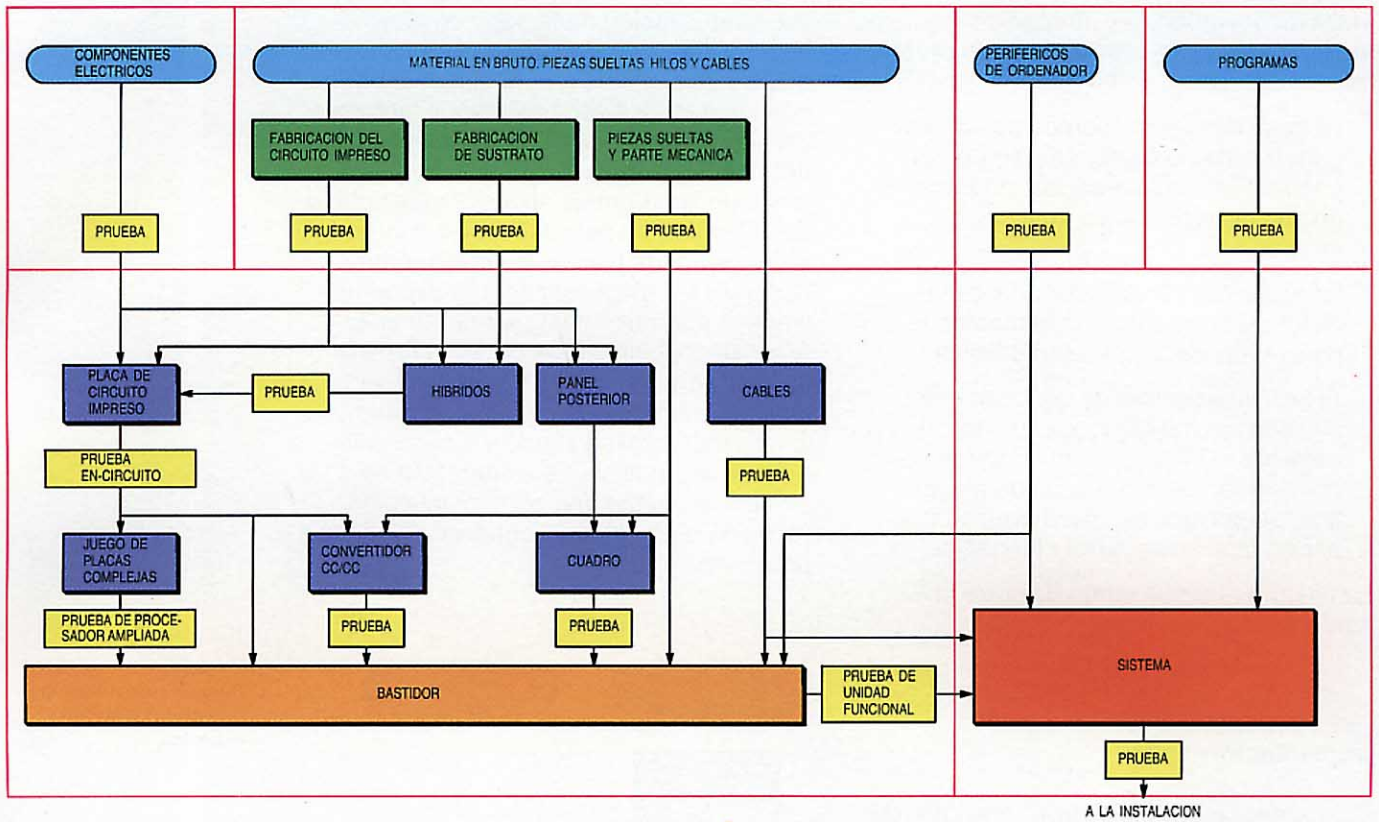 COMPONENTES
ELECTRICOS
MATERIAL EN BRUTO. PIEZAS SUELTAS. HILOS Y CABLES
PERIFERICOS
DE ORDENADOR
PROGRAMAS
FABRICACION DEL
CIRCUITO IMPRESO
FABRICACION
DE SUSTRATO
PIEZAS SUELTAS
Y PARTE MECANICA
PRUEBA
PRUEBA
PRUEBA
PRUEBA
PRUEBA
PRUEBA
PLACA DE
CIRCUITO
IMPRESO
PRUEBA
HIBRIDOS
PANEL
POSTERIOR
CABLES
PRUEBA
EN-CIRCUITO
PRUEBA
JUEGO DE
PLACAS
COMPLEJAS
CONVERTIDOR
CC/CC
CUADRO
PRUEBA DE PROCE-
SADOR AMPLIADA
PRUEBA
PRUEBA
BASTIDOR
PRUEBA DE
UNIDAD
FUNCIONAL
SISTEMA
PRUEBA
A LA INSTALACION